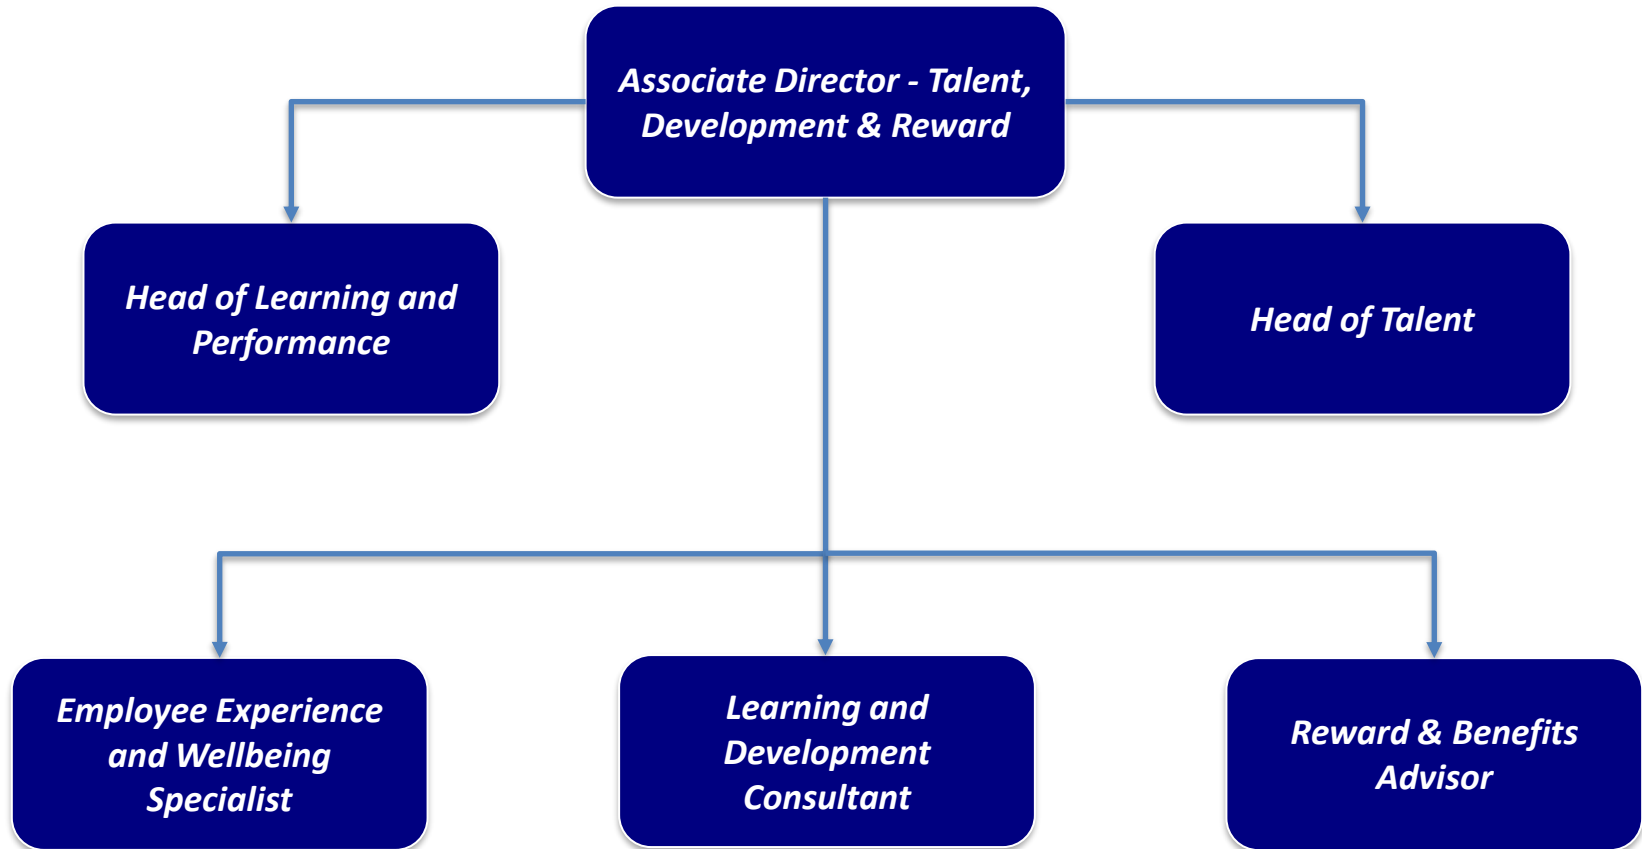 Associate Director - Talent,
Development & Reward
Head of Learning and
Performance
Head of Talent
Employee Experience
and Wellbeing
Specialist
Learning and
Development
Consultant
Reward & Benefits
Advisor